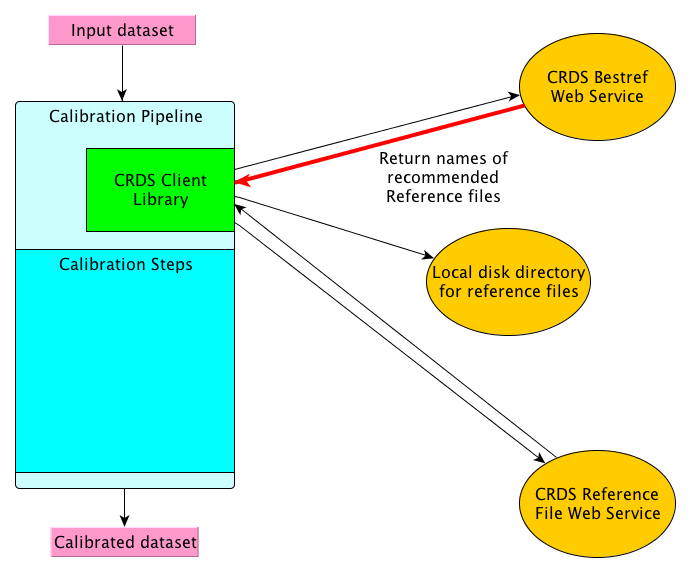 Input dataset
Calibration Pipeline
CRDS Client
Library
Calibration Steps
Calibrated dataset
CRDS Bestref
Web Service
Return names of
recommended
Reference files
Local disk directory
for reference files
CRDS Reference
File Web Service